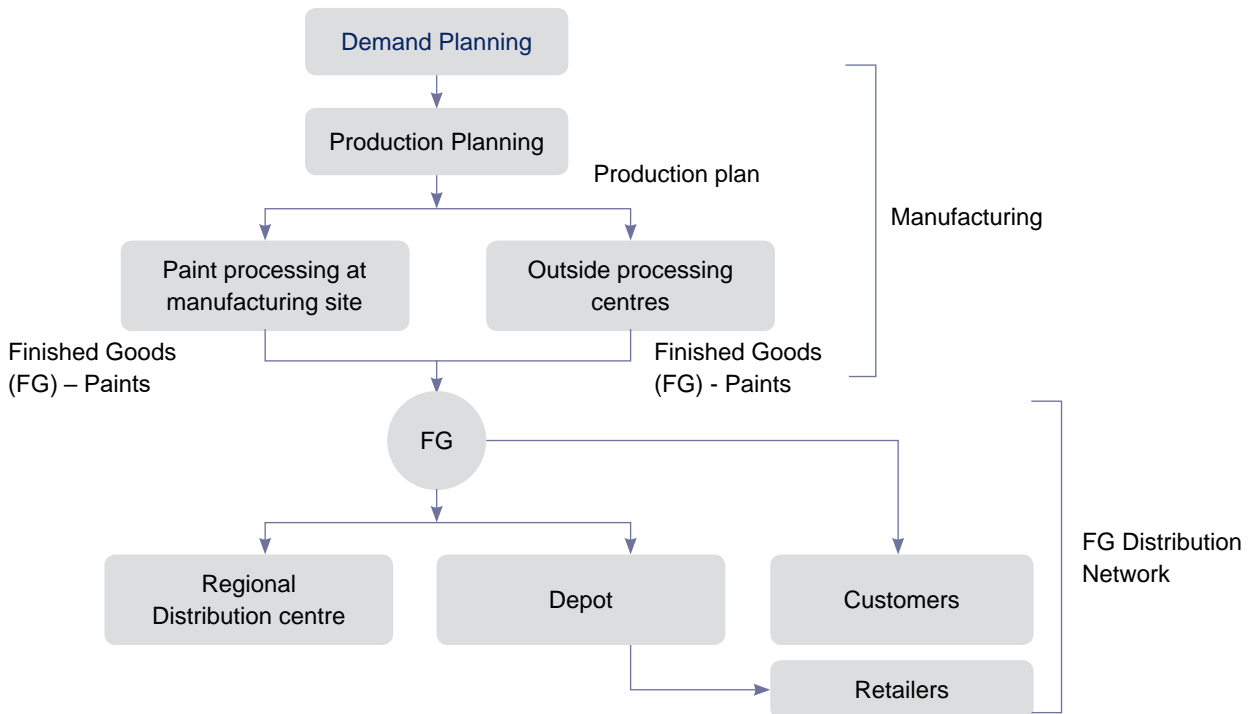 Demand Planning
Production Planning
Production plan
Manufacturing
Paint processing at
manufacturing site
Outside processing
centres
Finished Goods
(FG) – Paints
Finished Goods
(FG) - Paints
FG
FG Distribution
Network
Regional
Distribution centre
Depot
Customers
Retailers